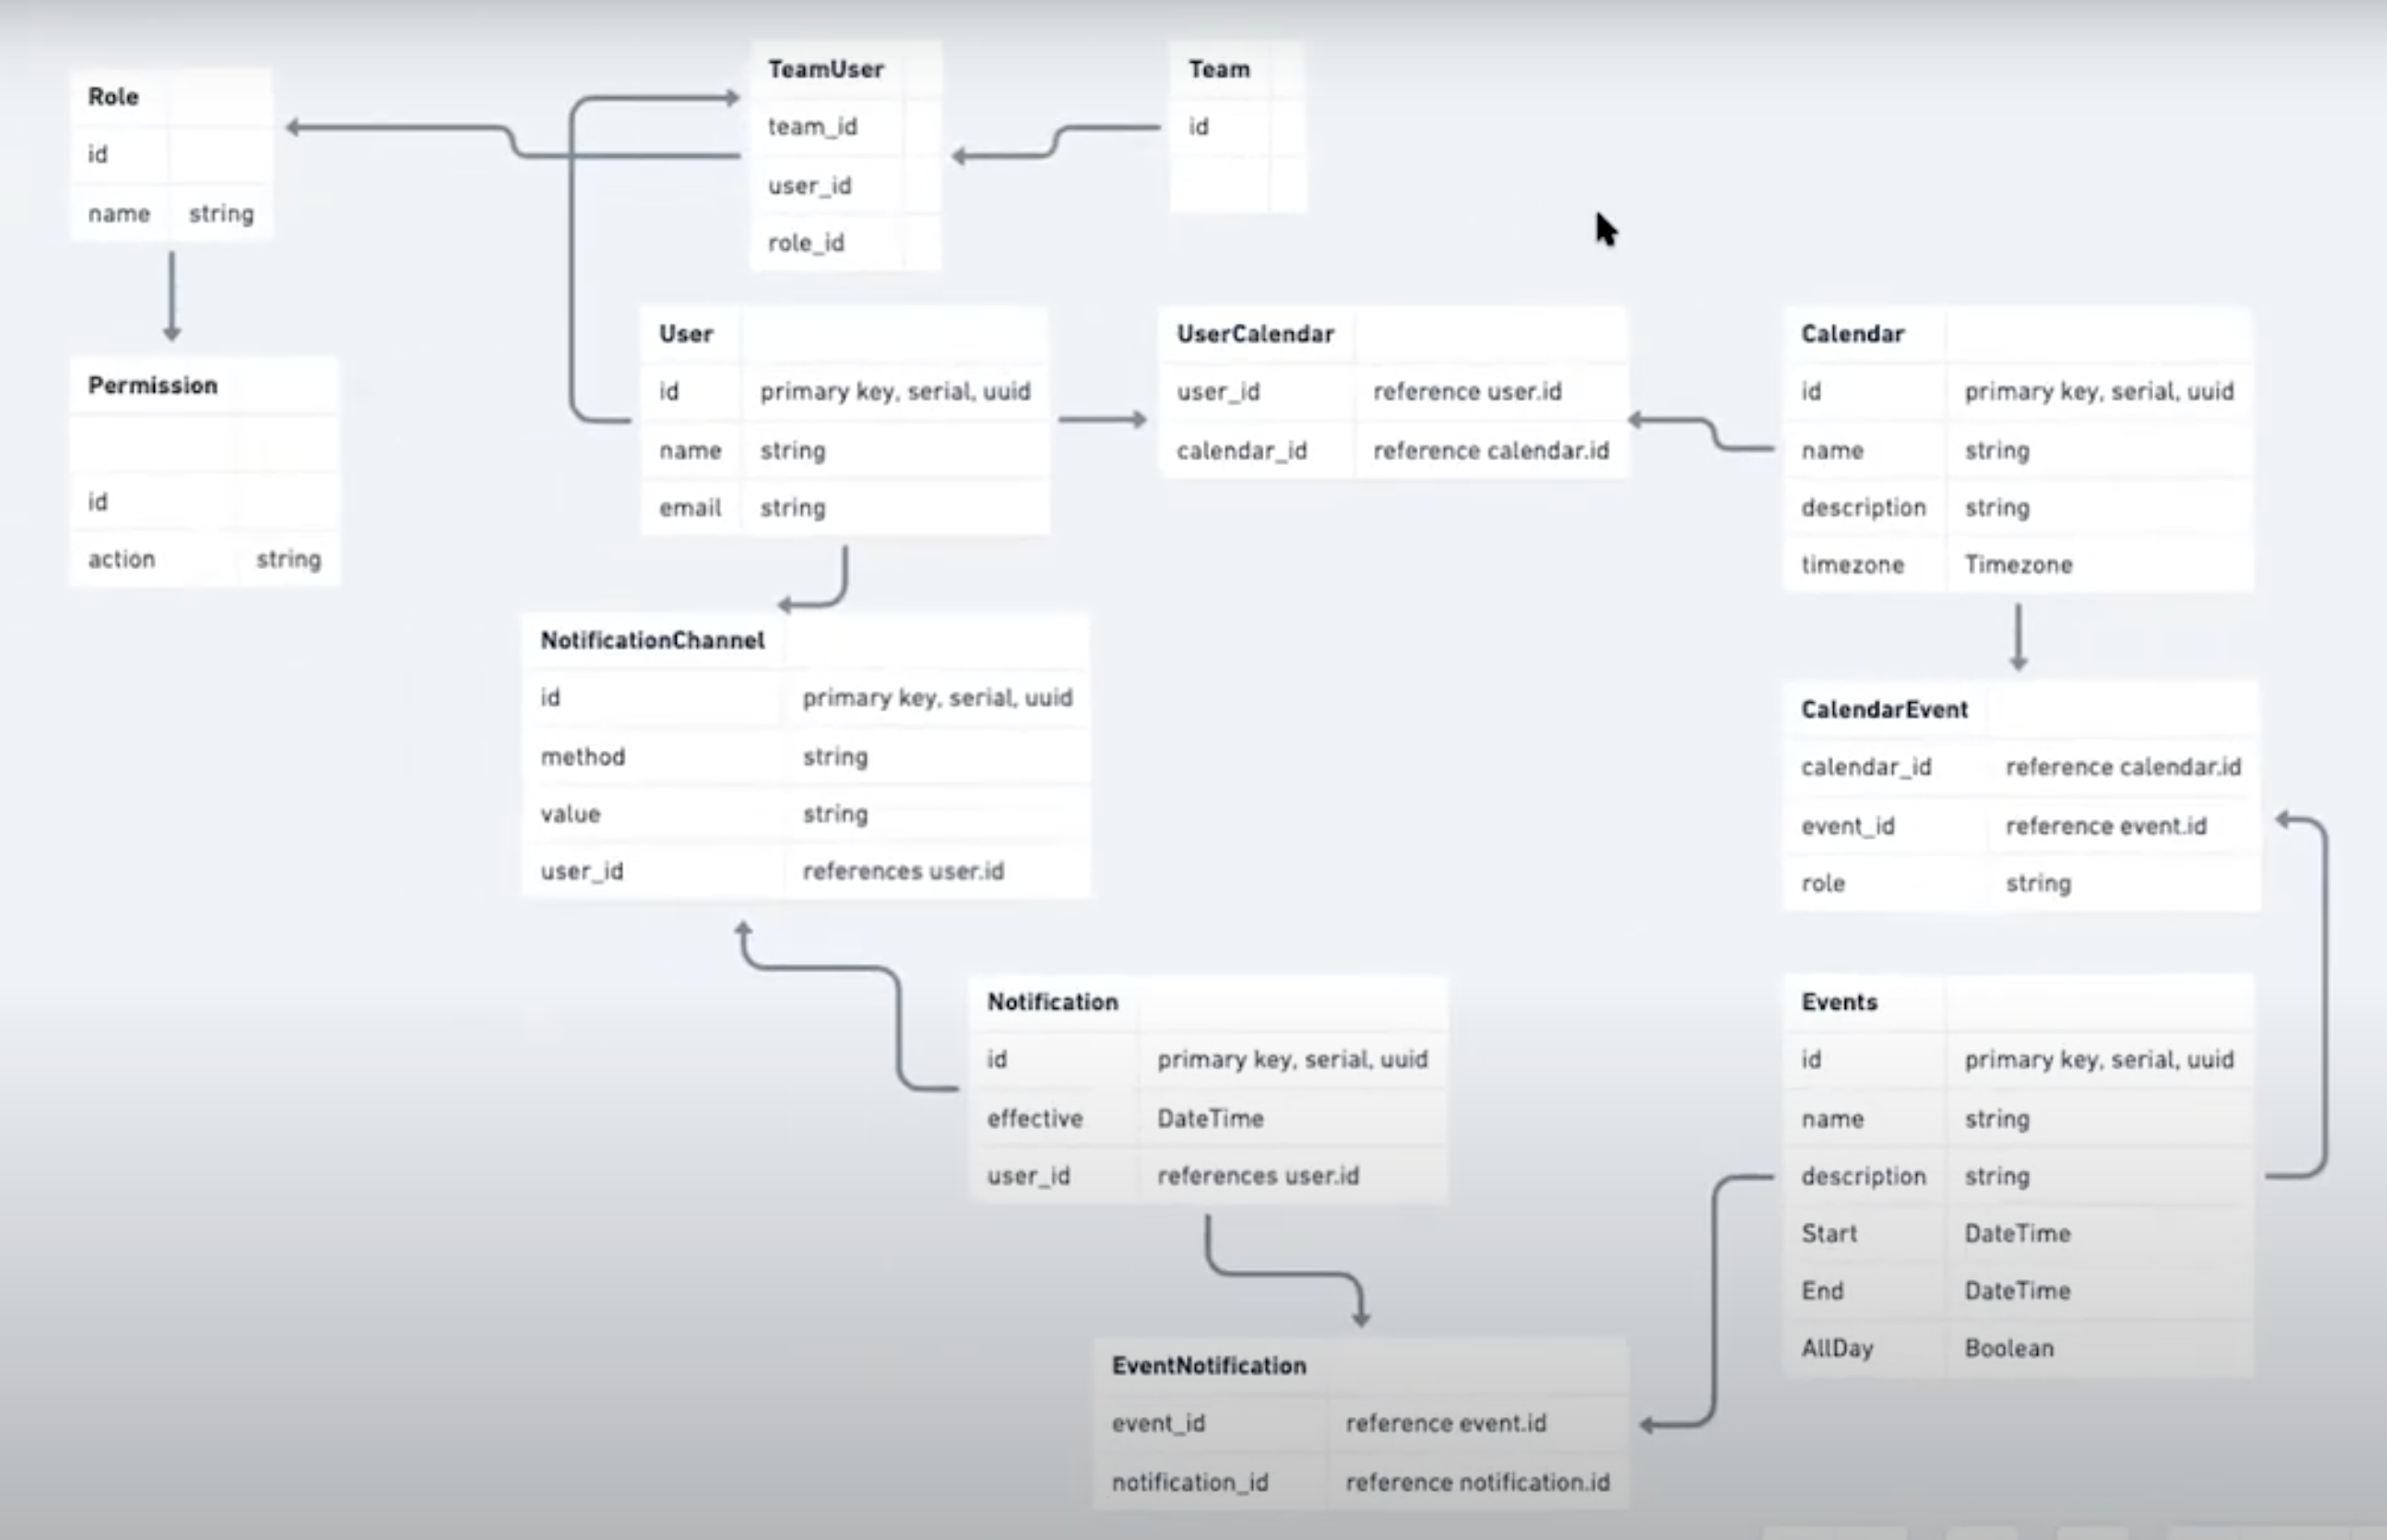 Role
id
name string
TeamUser
team_id
user_id
role_id
Team
id
Permission
id
action string
User
id primary key, serial, uuid
name string
email string
UserCalendar
user_id reference user.id
calendar_id reference calendar.id
Calendar
id primary key, serial, uuid
name string
description string
timezone Timezone
NotificationChannel
id primary key, serial, uuid
method string
value string
user_id references user.id
CalendarEvent
calendar_id reference calendar.id
event_id reference event.id
role string
Notification
id primary key, serial, uuid
effective DateTime
user_id references user.id
Events
id primary key, serial, uuid
name string
description string
Start DateTime
End DateTime
AllDay Boolean
EventNotification
event_id reference event.id
notification_id reference notification.id